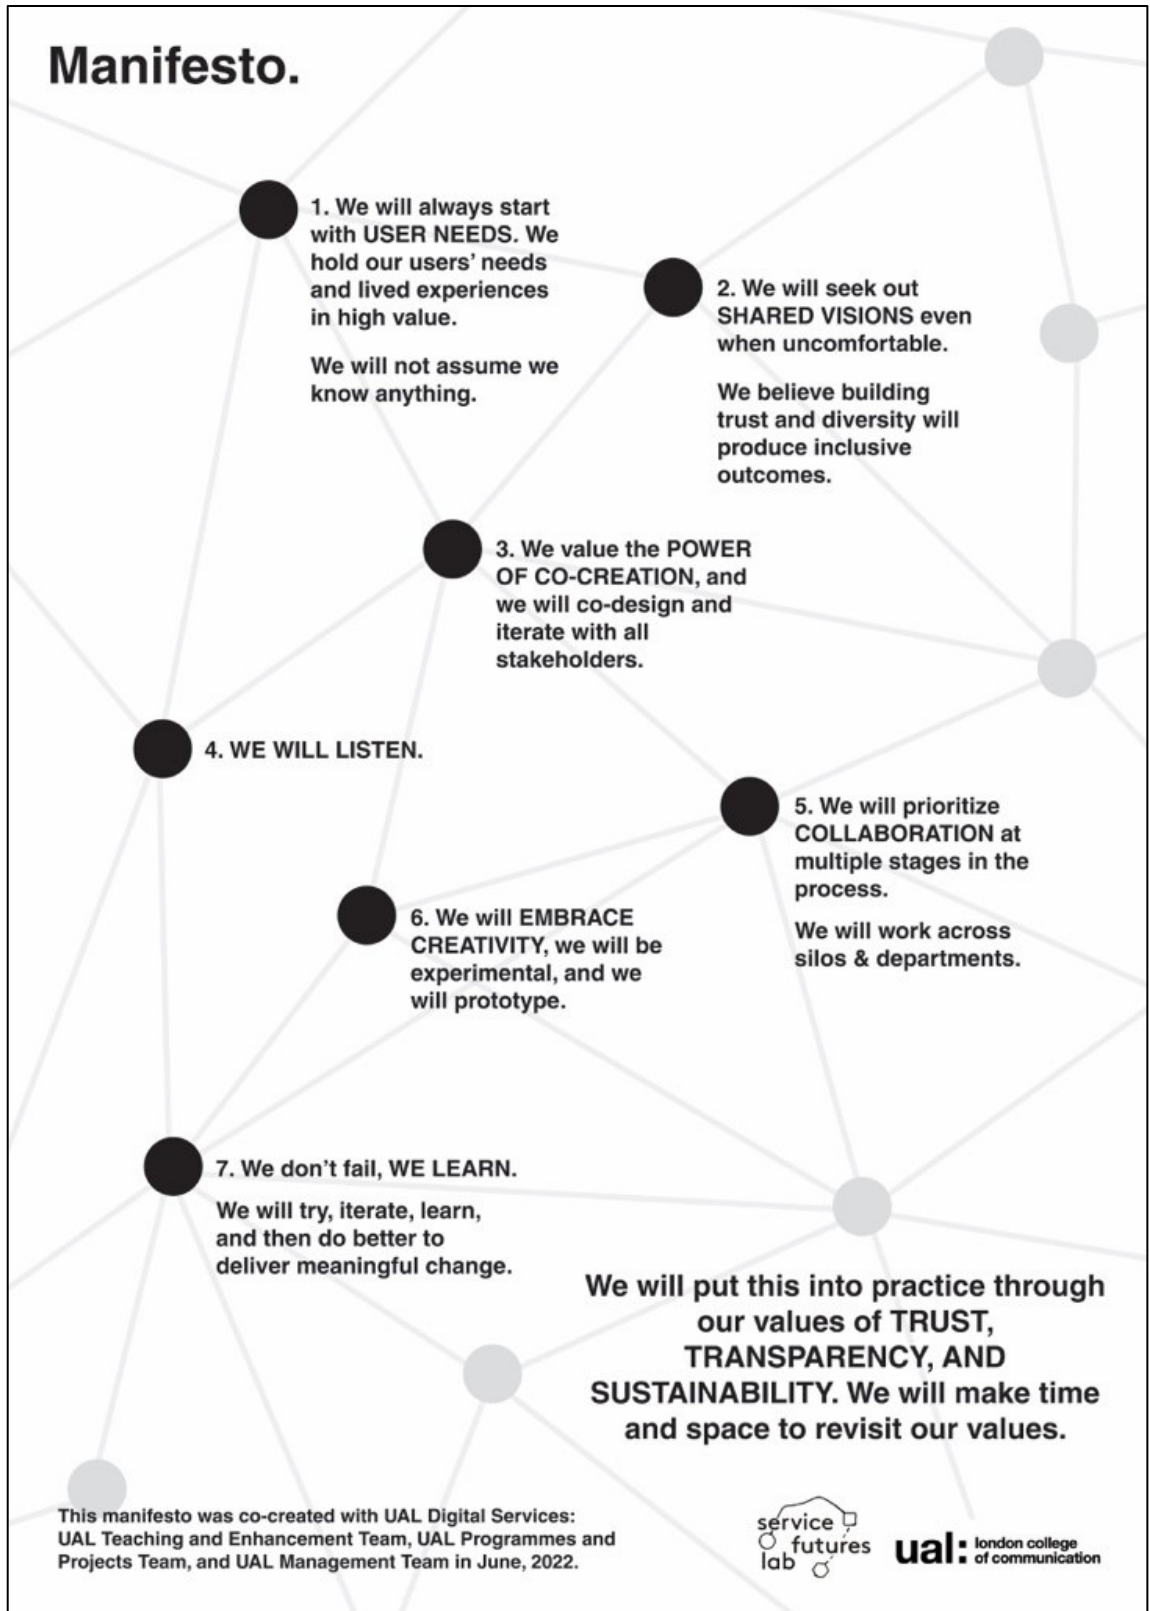 Manifesto.
1. We will always start
with USER NEEDS. We
hold our users’ needs
and lived experiences
in high value.
We will not assume we
know anything.
2. We will seek out
SHARED VISIONS even
when uncomfortable.
We believe building
trust and diversity will
produce inclusive
outcomes.
3. We value the POWER
OF CO-CREATION, and
we will co-design and
iterate with all
stakeholders.
4. WE WILL LISTEN.
5. We will prioritize
COLLABORATION at
multiple stages in the
process.
We will work across
silos & departments.
6. We will EMBRACE
CREATIVITY, we will be
experimental, and we
will prototype.
7. We don’t fail, WE LEARN.
We will try, iterate, learn,
and then do better to
deliver meaningful change.
We will put this into practice through
our values of TRUST,
TRANSPARENCY, AND
SUSTAINABILITY. We will make time
and space to revisit our values.
This manifesto was co-created with UAL Digital Services:
UAL Teaching and Enhancement Team, UAL Programmes and
Projects Team, and UAL Management Team in June, 2022.
service
futures
lab
ual:
london college
of communication